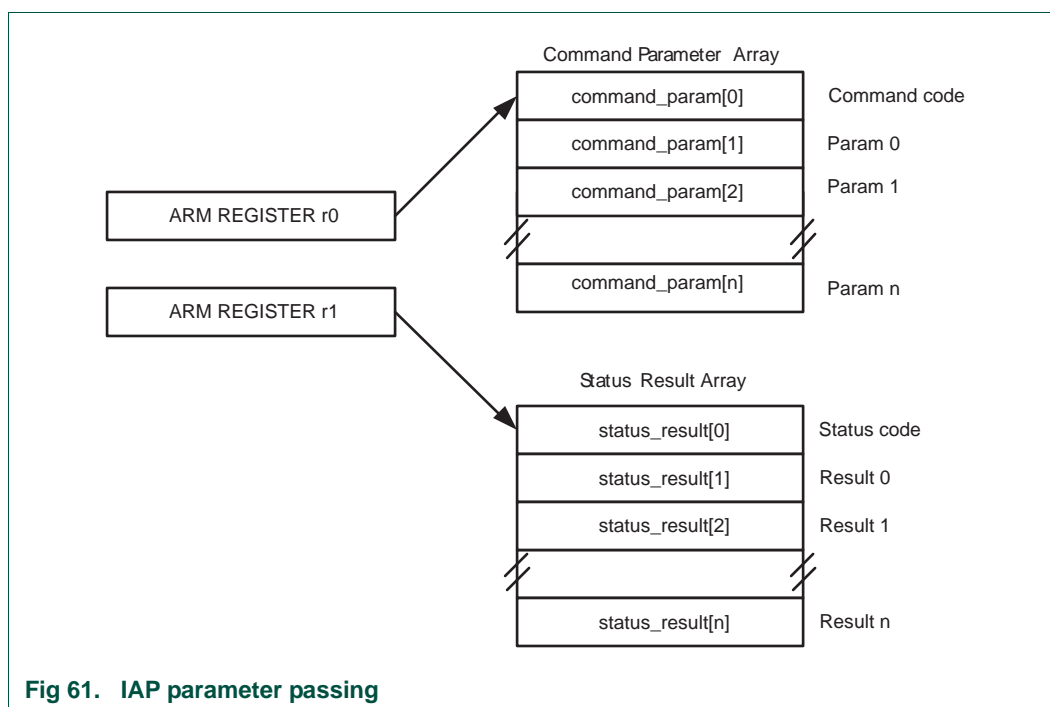 Command Parameter Array
command_param[0] Command code
command_param[1] Param 0
command_param[2] Param 1
ARM REGISTER r0
command_param[n] Param n
ARM REGISTER r1
Status Result Array
status_result[0] Status code
status_result[1] Result 0
status_result[2] Result 1
status_result[n] Result n
Fig 61. IAP parameter passing